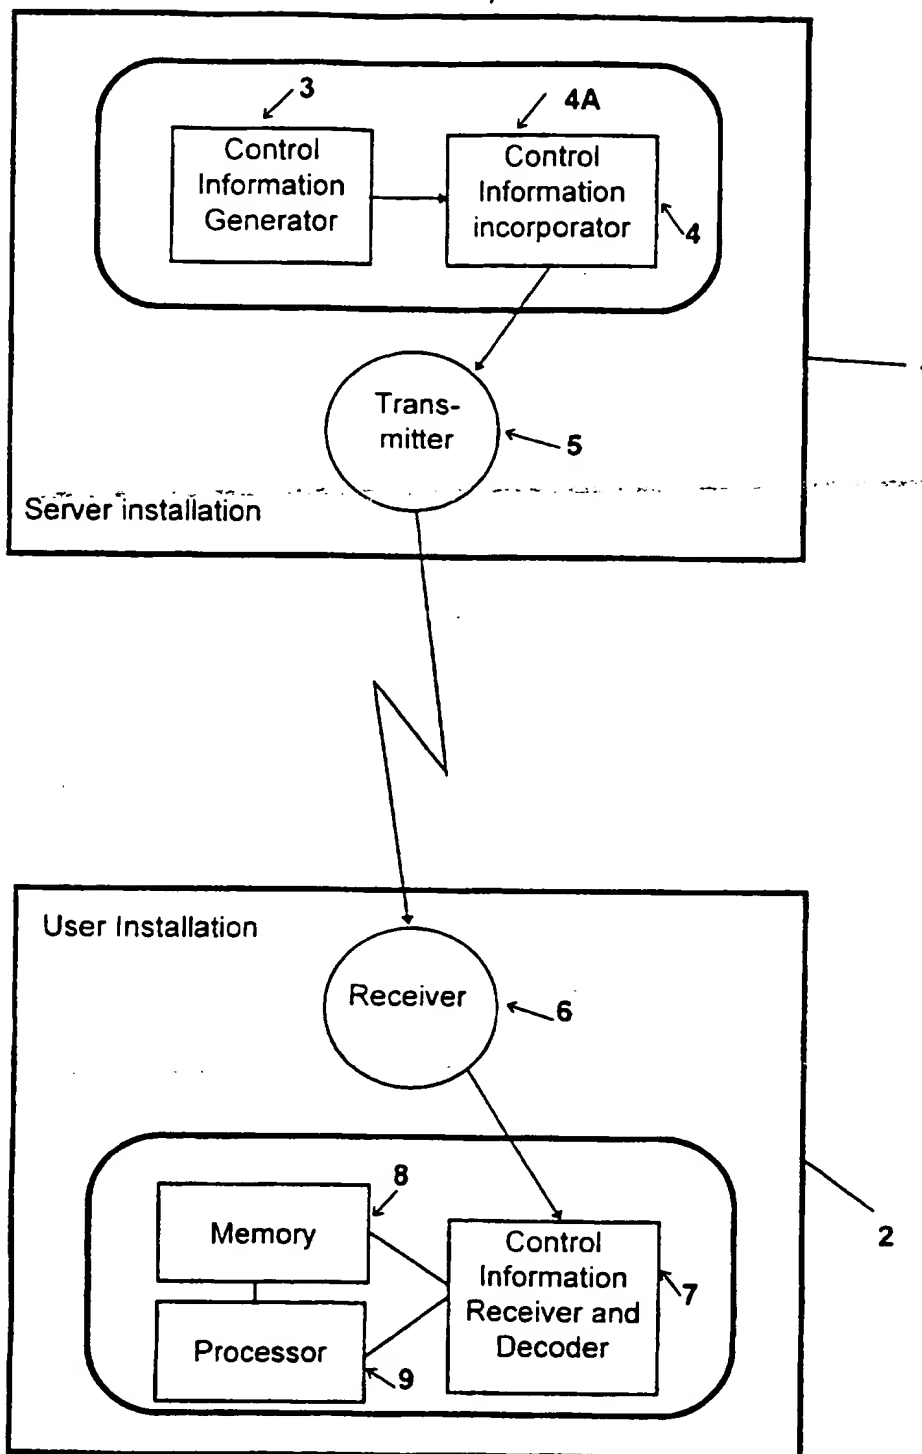 3
4A
Control
Information
Generator
Control
Information
incorporator
4
Trans-
mitter
5
Server installation
User Installation
Receiver
6
8
Memory
Control
Information
Receiver and
Decoder
7
2
Processor
9